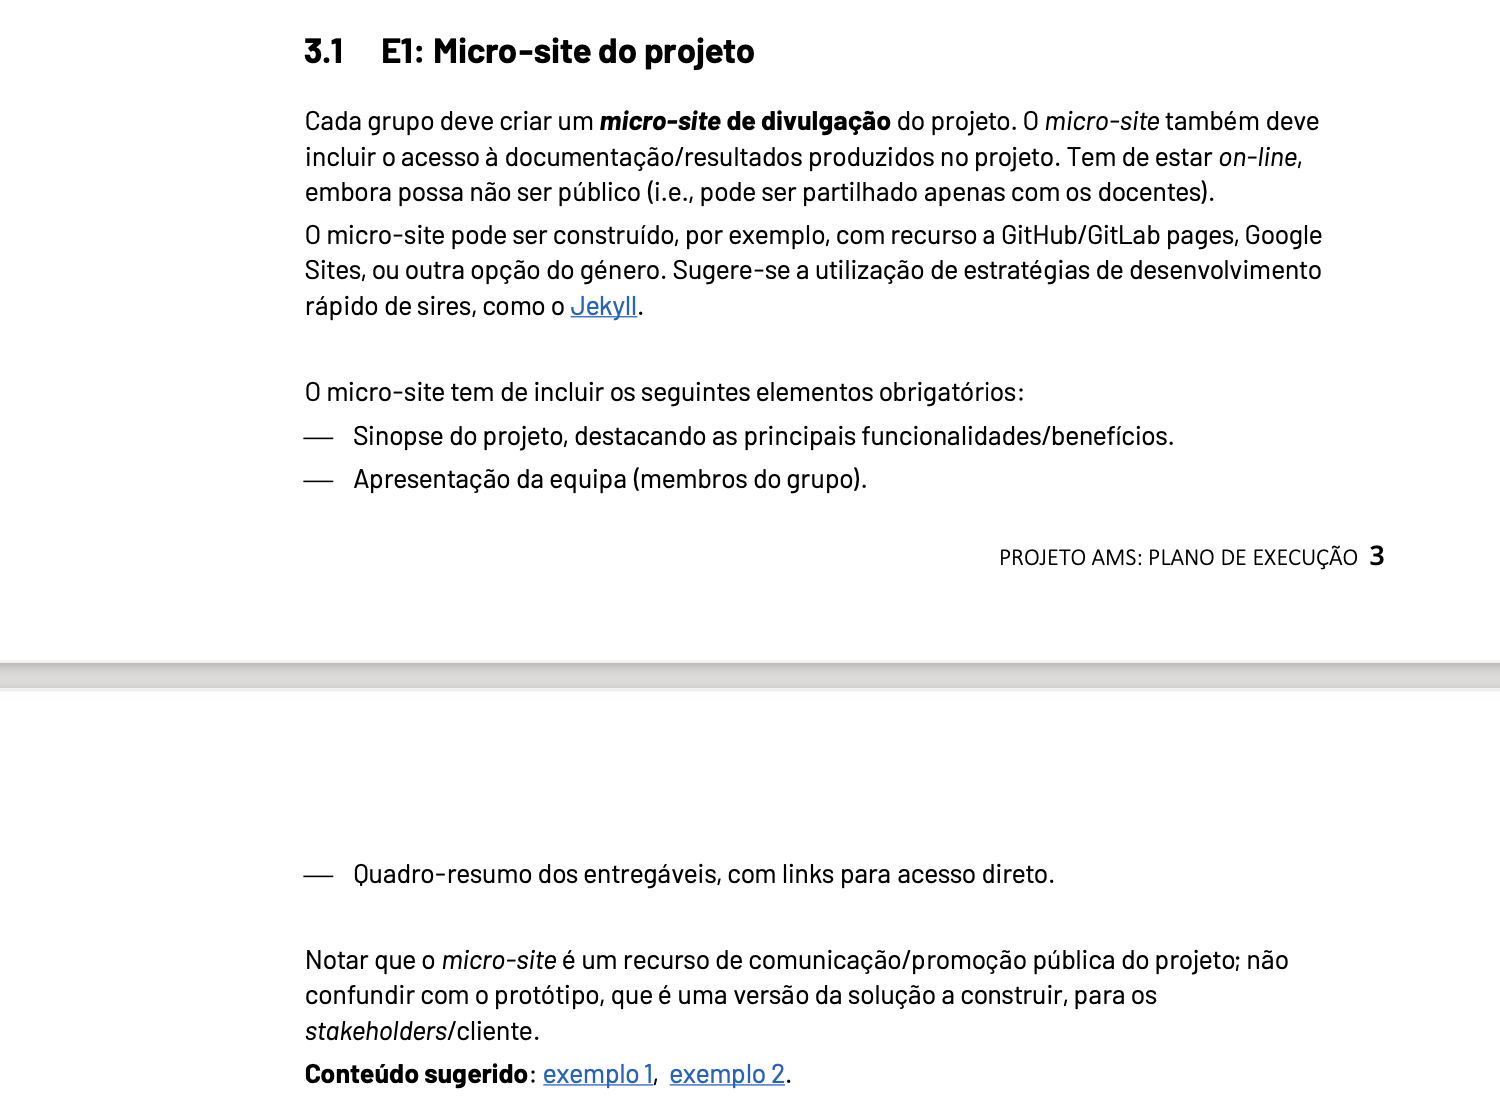 3.1 E1: Micro-site do projeto
Cada grupo deve criar um micro-site de divulgação do projeto. O micro-site também deve
incluir o acesso à documentação/resultados produzidos no projeto. Tem de estar on-line,
embora possa não ser público (i.e., pode ser partilhado apenas com os docentes).
O micro-site pode ser construído, por exemplo, com recurso a GitHub/GitLab pages, Google
Sites, ou outra opção do género. Sugere-se a utilização de estratégias de desenvolvimento
rápido de sires, como o Jekyll.
O micro-site tem de incluir os seguintes elementos obrigatórios:
— Sinopse do projeto, destacando as principais funcionalidades/benefícios.
— Apresentação da equipa (membros do grupo).
PROJETO AMS: PLANO DE EXECUÇÃO 3
— Quadro-resumo dos entregáveis, com links para acesso direto.
Notar que o micro-site é um recurso de comunicação/promoção pública do projeto; não
confundir com o protótipo, que é uma versão da solução a construir, para os
stakeholders/cliente.
Conteúdo sugerido: exemplo 1, exemplo 2.